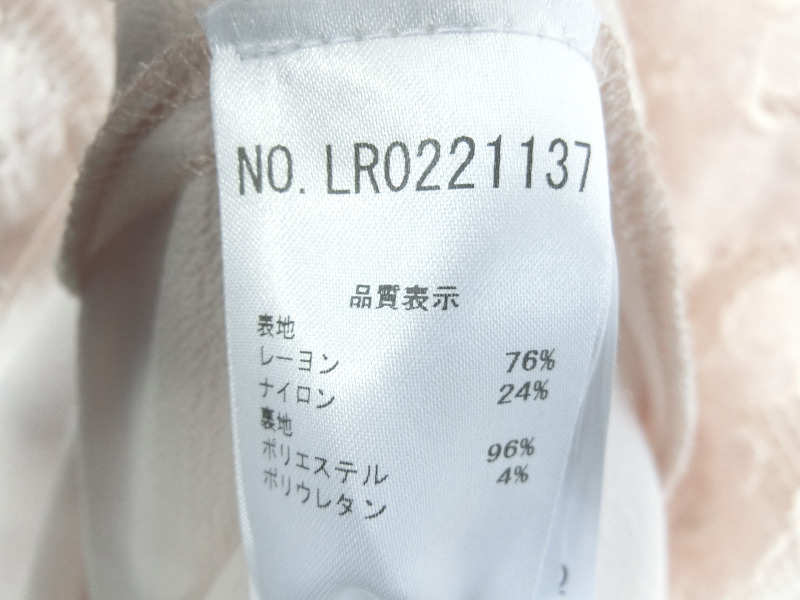 NO. LR0221137
品質表示
表地
レーヨン 76%
ナイロン 24%
裏地
ポリエステル 96%
ポリウレタン 4%